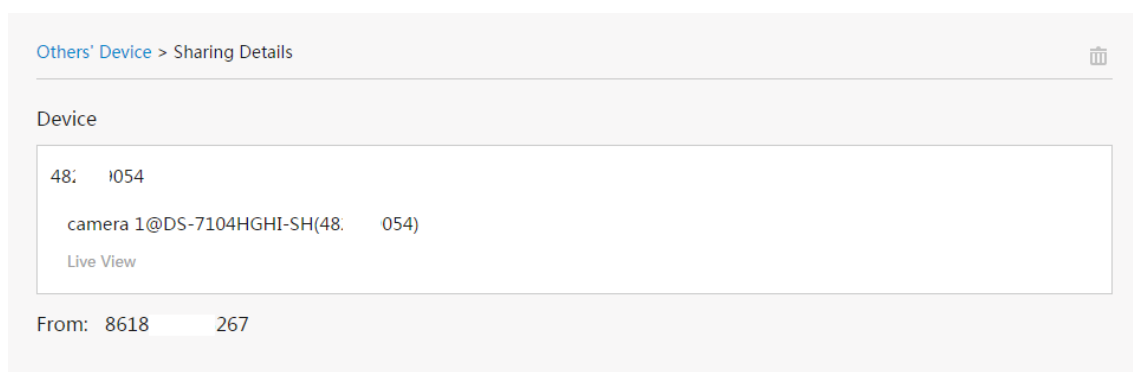 Others' Device > Sharing Details
Device
48 054
camera 1@DS-7104HGHI-SH(48 054)
Live View
From: 8618 267